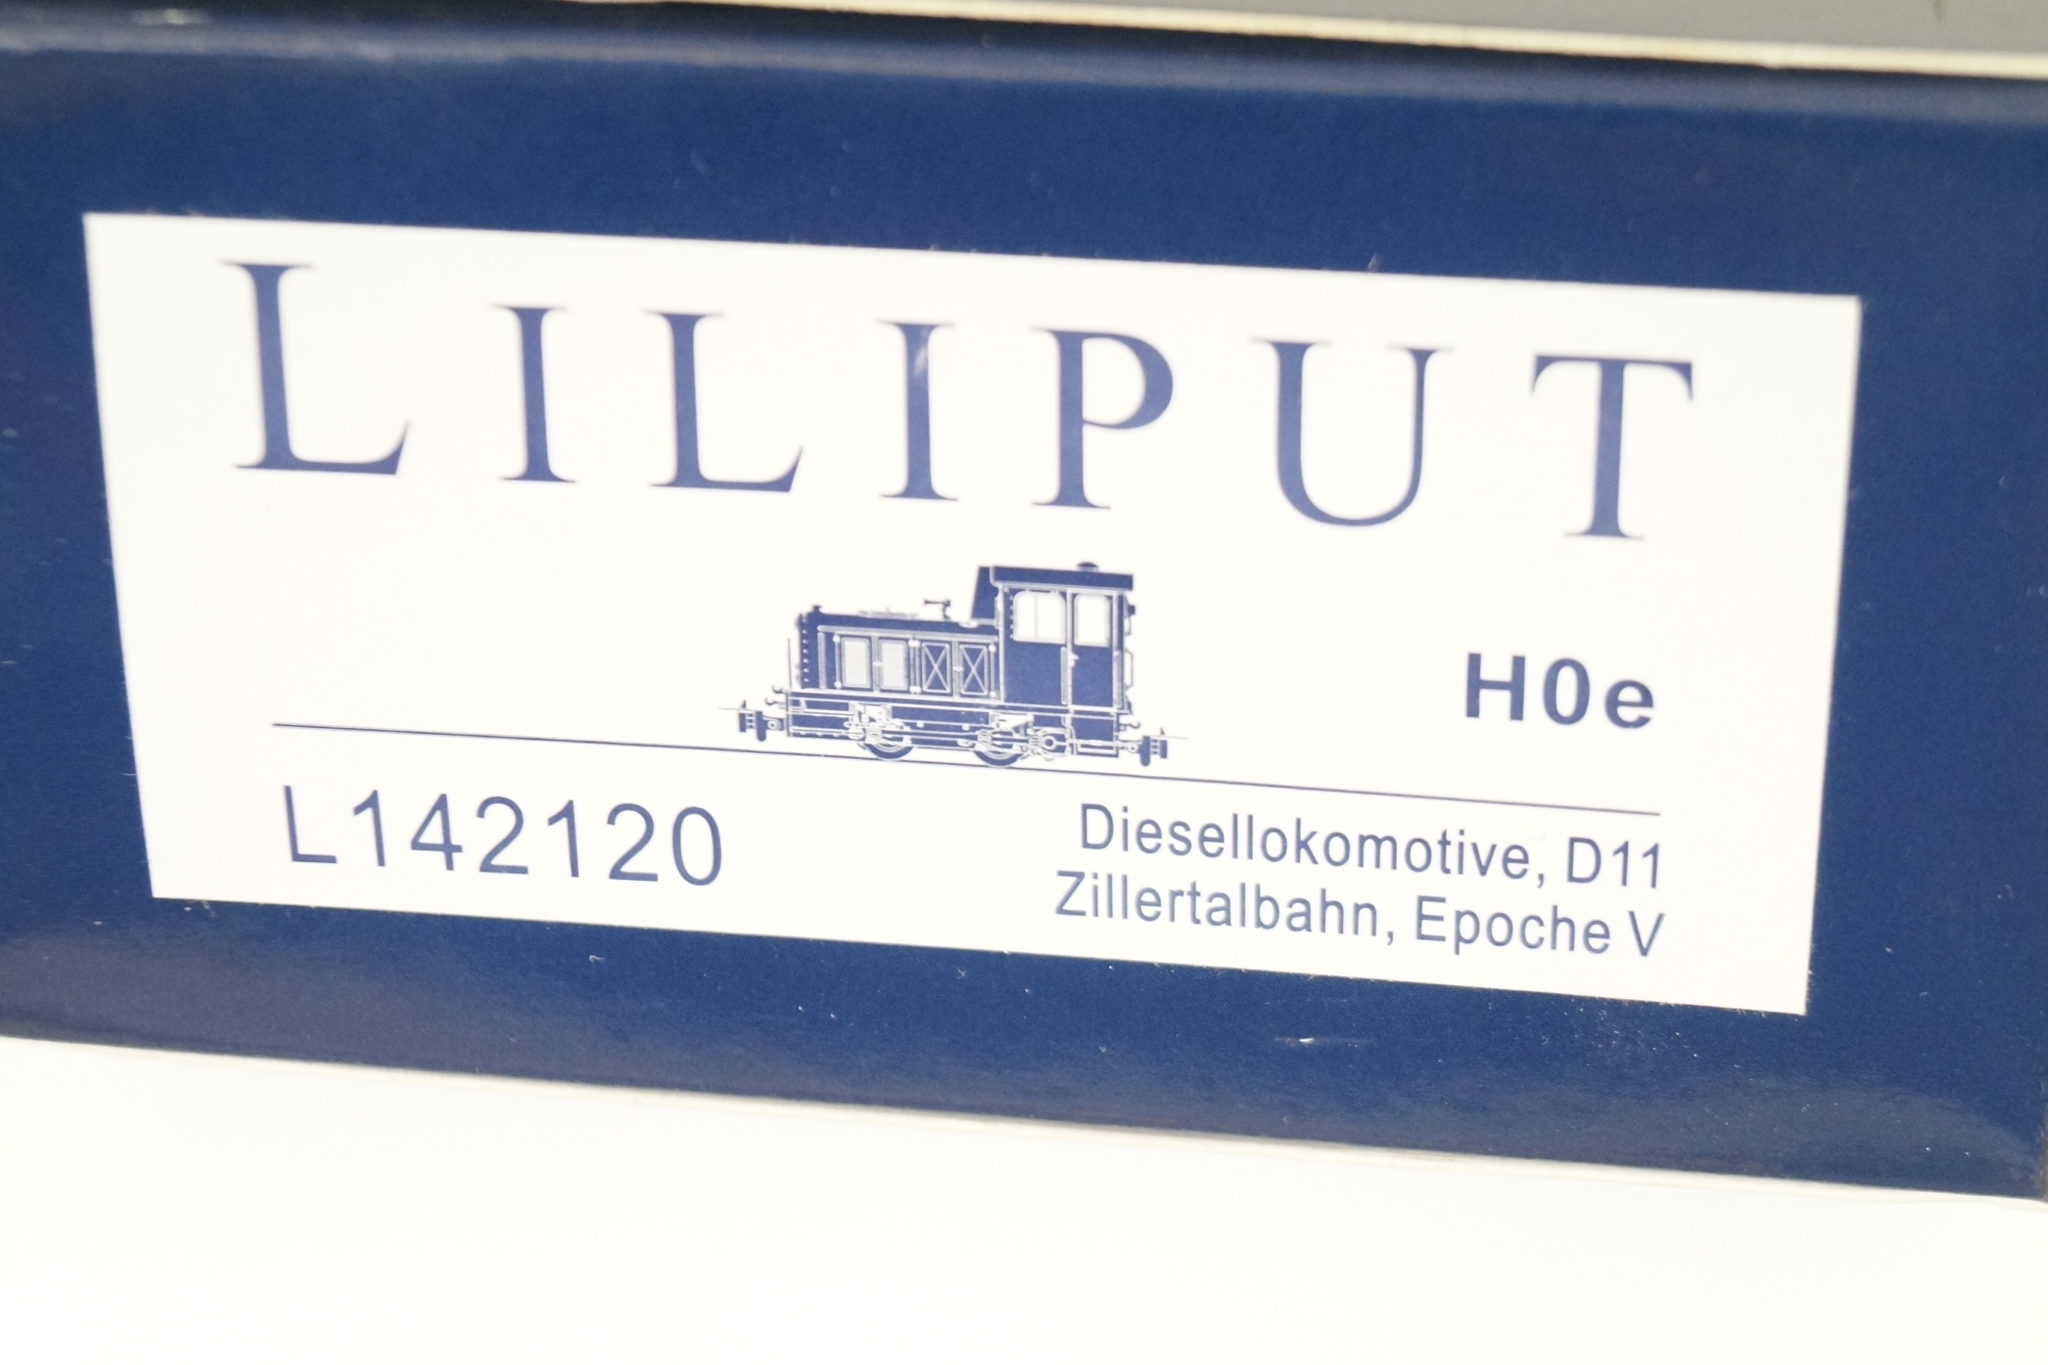 LILIPUT
H0e
L142120
Diesellokomotive, D11
Zillertalbahn, Epoche V